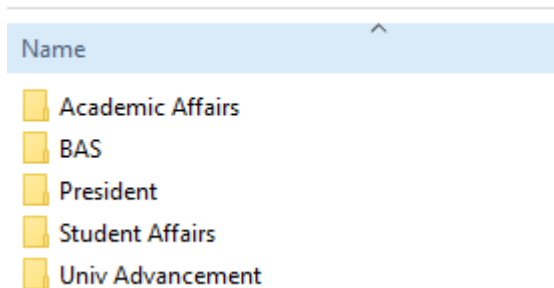 Name
Academic Affairs
BAS
President
Student Affairs
Univ Advancement